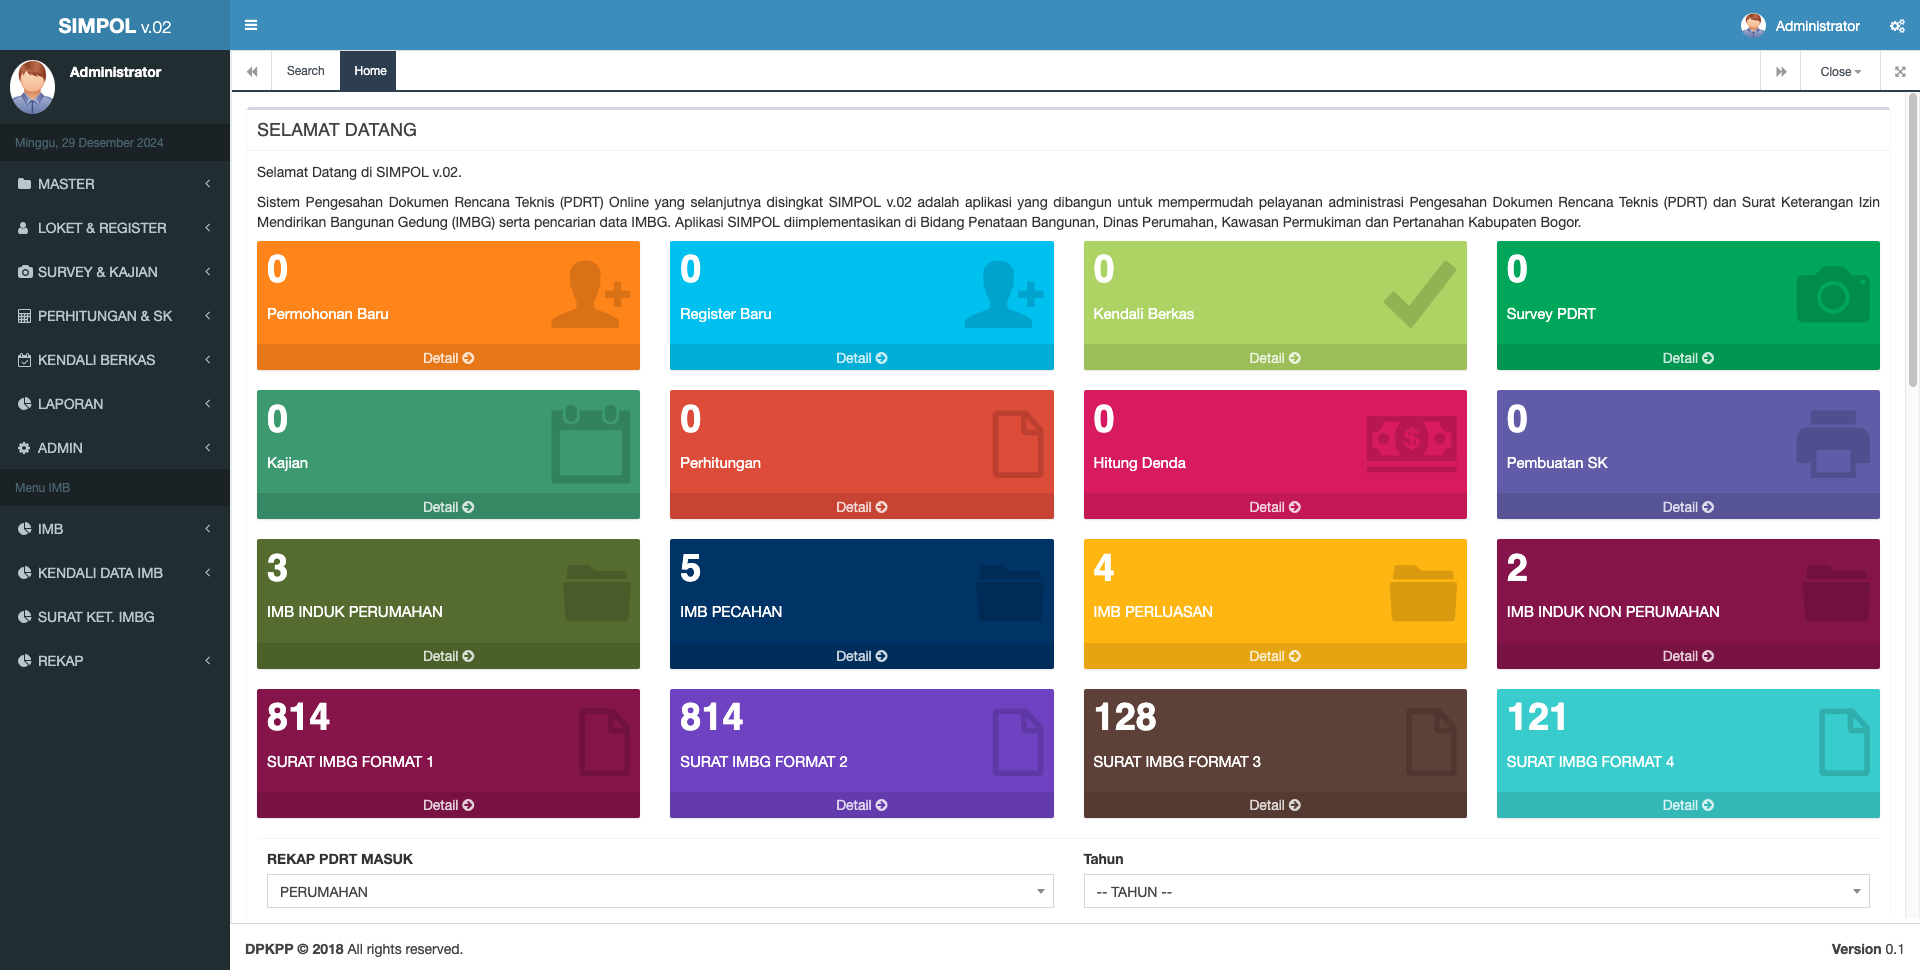 SIMPOL v.02
Administrator
Administrator
Minggu, 29 Desember 2024
MASTER
LOKET & REGISTER
SURVEY & KAJIAN
PERHITUNGAN & SK
KENDALI BERKAS
LAPORAN
ADMIN
Menu IMB
IMB
KENDALI DATA IMB
SURAT KET. IMBG
REKAP
Search
Home
Close
SELAMAT DATANG
Selamat Datang di SIMPOL v.02.
Sistem Pengesahan Dokumen Rencana Teknis (PDRT) Online yang selanjutnya disingkat SIMPOL v.02 adalah aplikasi yang dibangun untuk mempermudah pelayanan administrasi Pengesahan Dokumen Rencana Teknis (PDRT) dan Surat Keterangan Izin
Mendirikan Bangunan Gedung (IMBG) serta pencarian data IMBG. Aplikasi SIMPOL diimplementasikan di Bidang Penataan Bangunan, Dinas Perumahan, Kawasan Permukiman dan Pertanahan Kabupaten Bogor.
0
Permohonan Baru
Detail
0
Register Baru
Detail
0
Kendali Berkas
Detail
0
Survey PDRT
Detail
0
Kajian
Detail
0
Perhitungan
Detail
0
Hitung Denda
Detail
0
Pembuatan SK
Detail
3
IMB INDUK PERUMAHAN
Detail
5
IMB PECAHAN
Detail
4
IMB PERLUASAN
Detail
2
IMB INDUK NON PERUMAHAN
Detail
814
SURAT IMBG FORMAT 1
Detail
814
SURAT IMBG FORMAT 2
Detail
128
SURAT IMBG FORMAT 3
Detail
121
SURAT IMBG FORMAT 4
Detail
REKAP PDRT MASUK
PERUMAHAN
Tahun
-- TAHUN --
DPKPP © 2018 All rights reserved.
Version 0.1